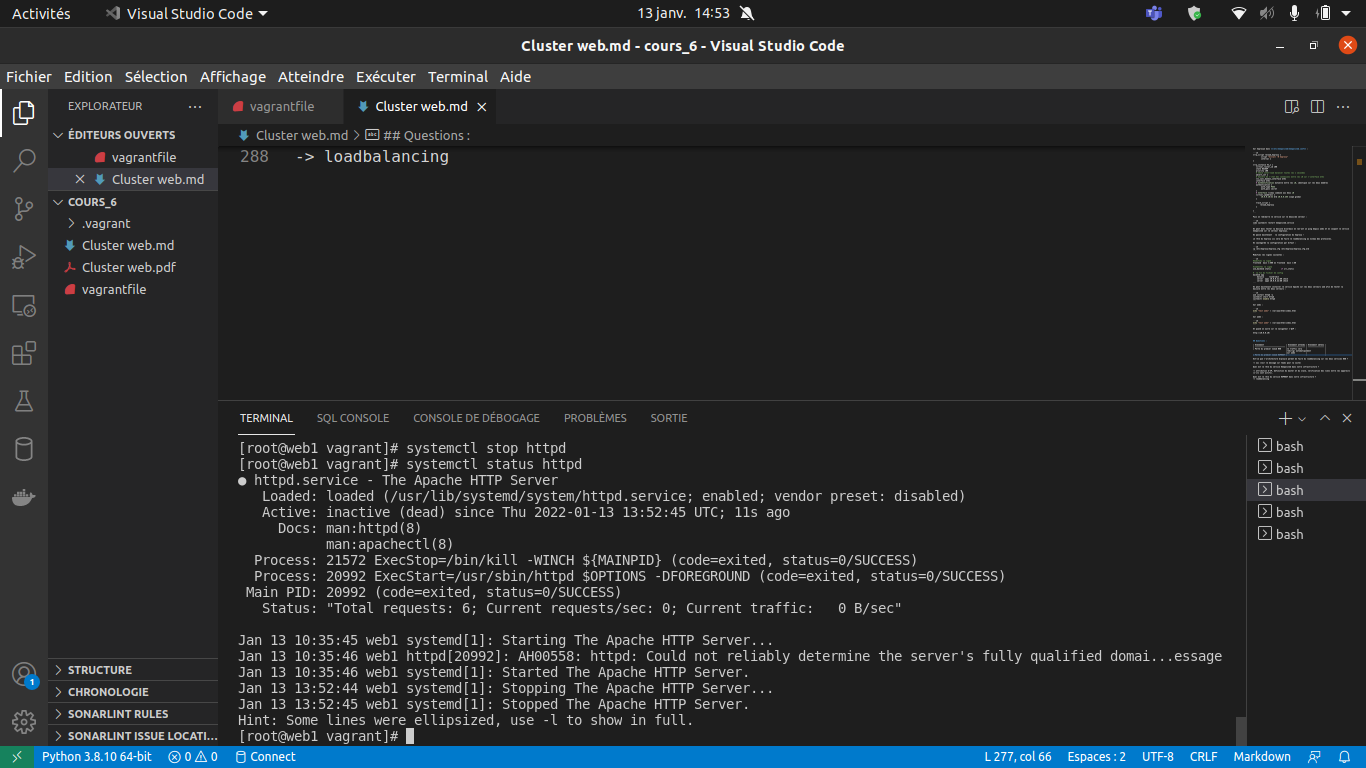 Activités
Visual Studio Code
13 janv. 14:53
Cluster web.md - cours_6 - Visual Studio Code
Fichier Edition Sélection Affichage Atteindre Exécuter Terminal Aide
EXPLORATEUR
vagrantfile
Cluster web.md
ÉDITEURS OUVERTS
vagrantfile
Cluster web.md
COURS_6
.vagrant
Cluster web.md
Cluster web.pdf
vagrantfile
Cluster web.md > ## Questions :
288 -> loadbalancing
TERMINAL SQL CONSOLE CONSOLE DE DÉBOGAGE PROBLÈMES SORTIE
[root@web1 vagrant]# systemctl stop httpd
[root@web1 vagrant]# systemctl status httpd
● httpd.service - The Apache HTTP Server
Loaded: loaded (/usr/lib/systemd/system/httpd.service; enabled; vendor preset: disabled)
Active: inactive (dead) since Thu 2022-01-13 13:52:45 UTC; 11s ago
Docs: man:httpd(8)
man:apachectl(8)
Process: 21572 ExecStop=/bin/kill -WINCH ${MAINPID} (code=exited, status=0/SUCCESS)
Process: 20992 ExecStart=/usr/sbin/httpd $OPTIONS -DFOREGROUND (code=exited, status=0/SUCCESS)
Main PID: 20992 (code=exited, status=0/SUCCESS)
Status: "Total requests: 6; Current requests/sec: 0; Current traffic:   0 B/sec"
Jan 13 10:35:45 web1 systemd[1]: Starting The Apache HTTP Server...
Jan 13 10:35:46 web1 httpd[20992]: AH00558: httpd: Could not reliably determine the server's fully qualified domai...essage
Jan 13 10:35:46 web1 systemd[1]: Started The Apache HTTP Server.
Jan 13 13:52:44 web1 systemd[1]: Stopping The Apache HTTP Server...
Jan 13 13:52:45 web1 systemd[1]: Stopped The Apache HTTP Server.
Hint: Some lines were ellipsized, use -l to show in full.
[root@web1 vagrant]#
bash
bash
bash
bash
bash
1
STRUCTURE
CHRONOLOGIE
SONARLINT RULES
SONARLINT ISSUE LOCATI...
Python 3.8.10 64-bit 0 0 Connect
L 277, col 66 Espaces : 2 UTF-8 CRLF Markdown